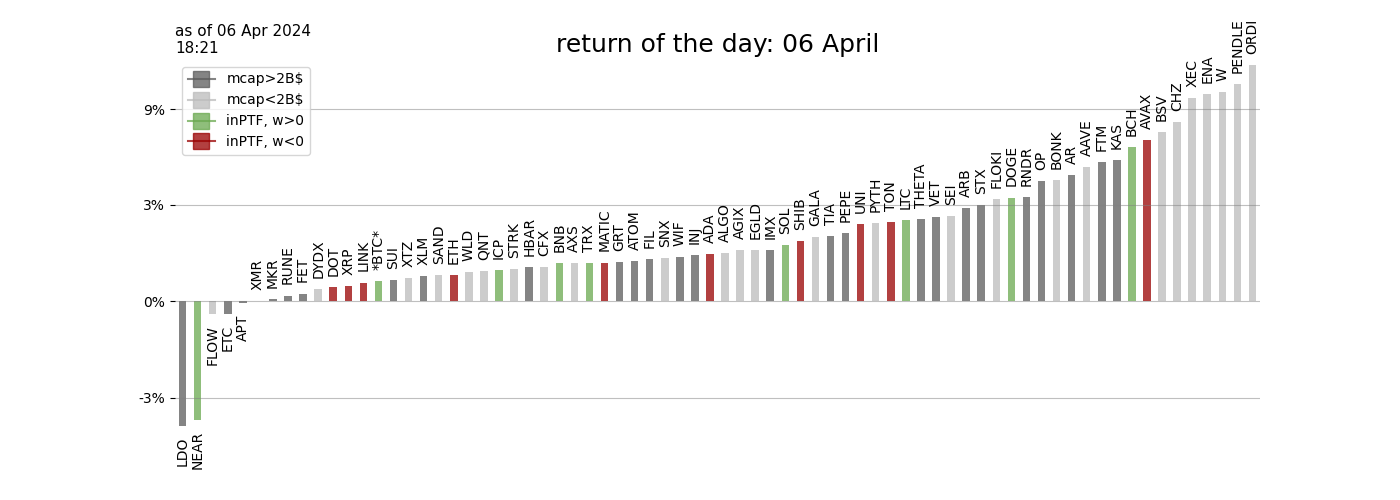 as of 06 Apr 2024
18:21
return of the day: 06 April
mcap>2B$
mcap<2B$
inPTF, w>0
inPTF, w<0
9%
3%
0%
-3%
LDO
NEAR
FLOW
ETC
APT
XMR
MKR
RUNE
FET
DYDX
DOT
XRP
LINK
*BTC*
SUI
XTZ
XLM
SAND
ETH
WLD
QNT
ICP
STRK
HBAR
CFX
BNB
AXS
TRX
MATIC
GRT
ATOM
FIL
SNX
WIF
INJ
ADA
ALGO
AGIX
EGLD
IMX
SOL
SHIB
GALA
TIA
PEPE
UNI
PYTH
TON
LTC
THETA
VET
SEI
ARB
STX
FLOKI
DOGE
RNDR
OP
BONK
AR
AAVE
FTM
KAS
BCH
AVAX
BSV
CHZ
XEC
ENA
W
PENDLE
ORDI